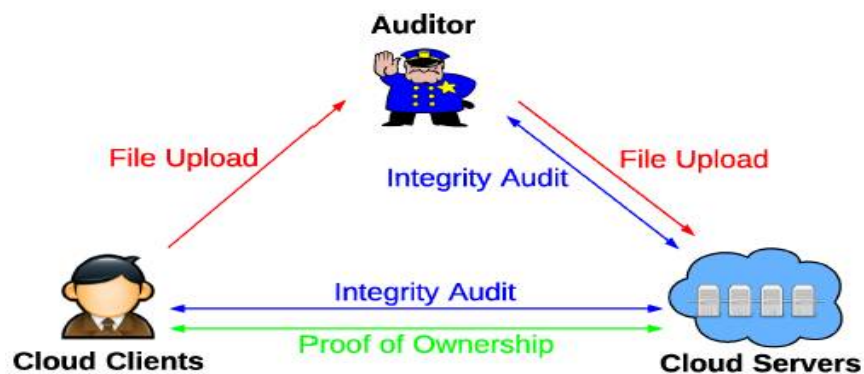 Auditor
File Upload
File Upload
Integrity Audit
Integrity Audit
Proof of Ownership
Cloud Clients
Cloud Servers